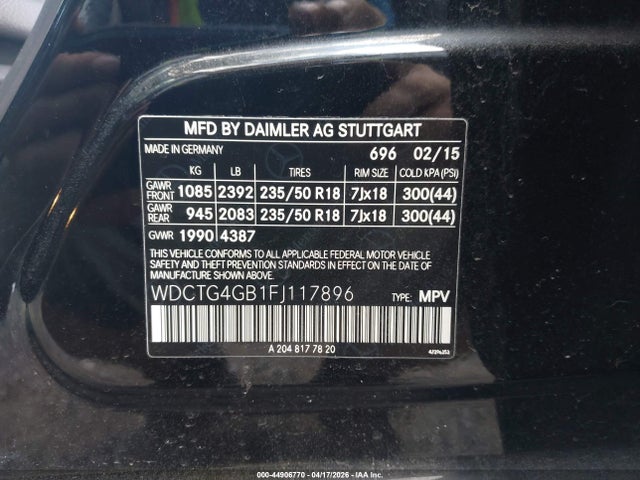 MFD BY DAIMLER AG STUTTGART
MADE IN GERMANY 696 02/15
KG LB TIRES RIM SIZE COLD KPA (PSI)
GAWR FRONT 1085 2392 235/50 R18 7Jx18 300(44)
GAWR REAR 945 2083 235/50 R18 7Jx18 300(44)
GVWR 1990 4387
THIS VEHICLE CONFORMS TO ALL APPLICABLE FEDERAL MOTOR VEHICLE
SAFETY AND THEFT PREVENTION STANDARDS IN EFFECT ON THE DATE
OF MANUFACTURE SHOWN ABOVE.
WDCTG4GB1FJ117896 TYPE: MPV
A 204 817 78 20
000-44906770 - 04/17/2026 - IAA Corp.